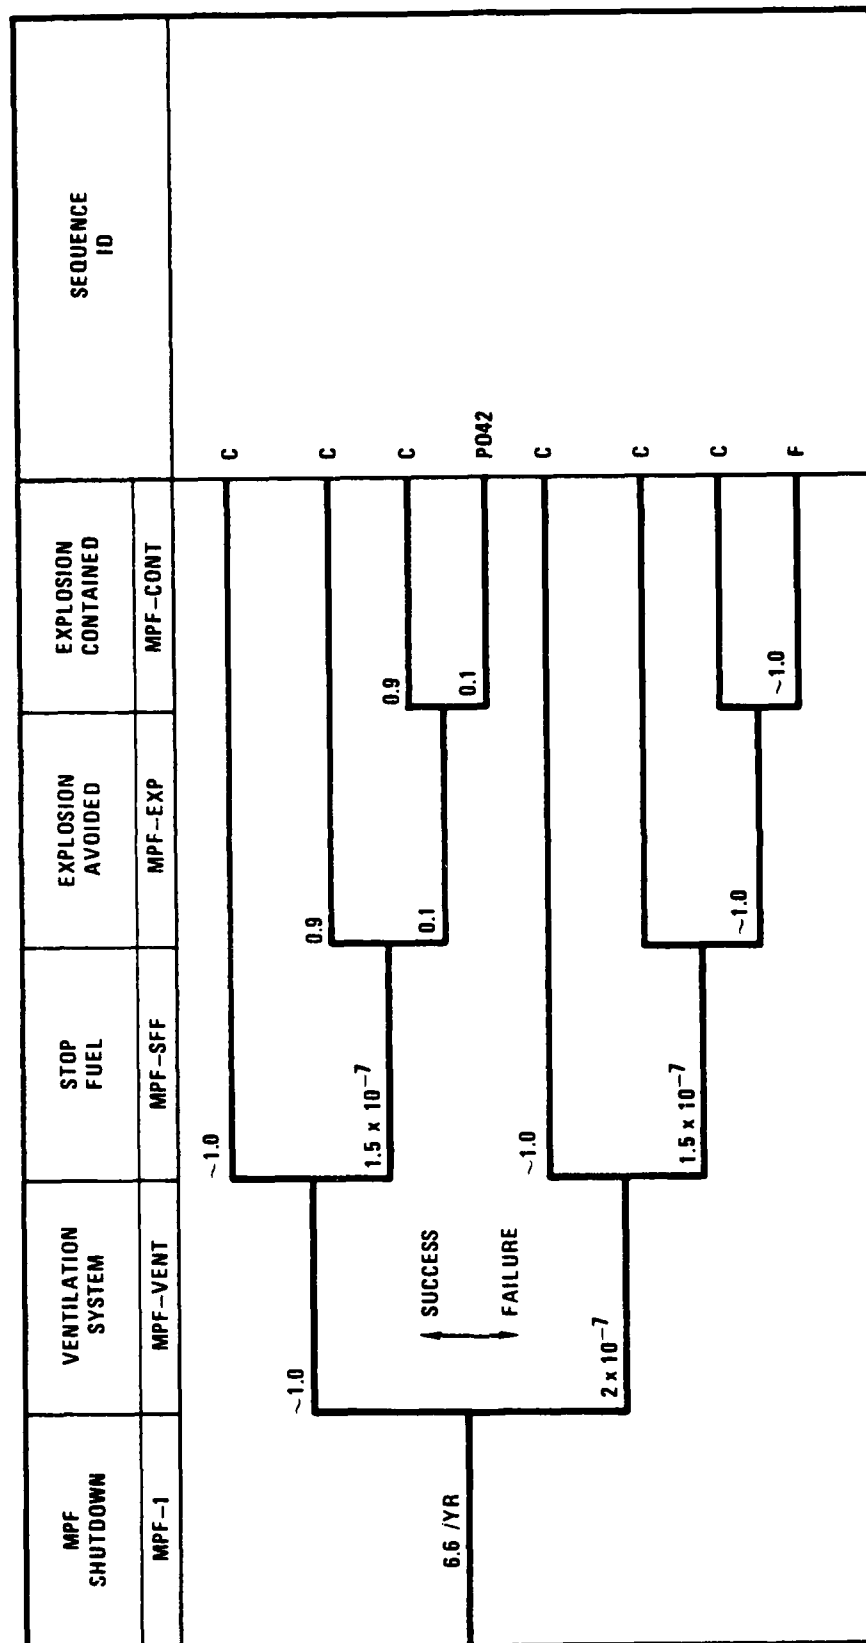 MPF
SHUTDOWN
VENTILATION
SYSTEM
STOP
FUEL
EXPLOSION
AVOIDED
EXPLOSION
CONTAINED
SEQUENCE
ID
MPF-1
MPF-VENT
MPF-SFF
MPF-EXP
MPF-CONT
~1.0
C
0.9
C
0.9
C
~1.0
1.5 x 10⁻⁷
0.1
0.1
P042
6.6 /YR
SUCCESS
FAILURE
~1.0
C
C
2 x 10⁻⁷
1.5 x 10⁻⁷
C
~1.0
~1.0
F